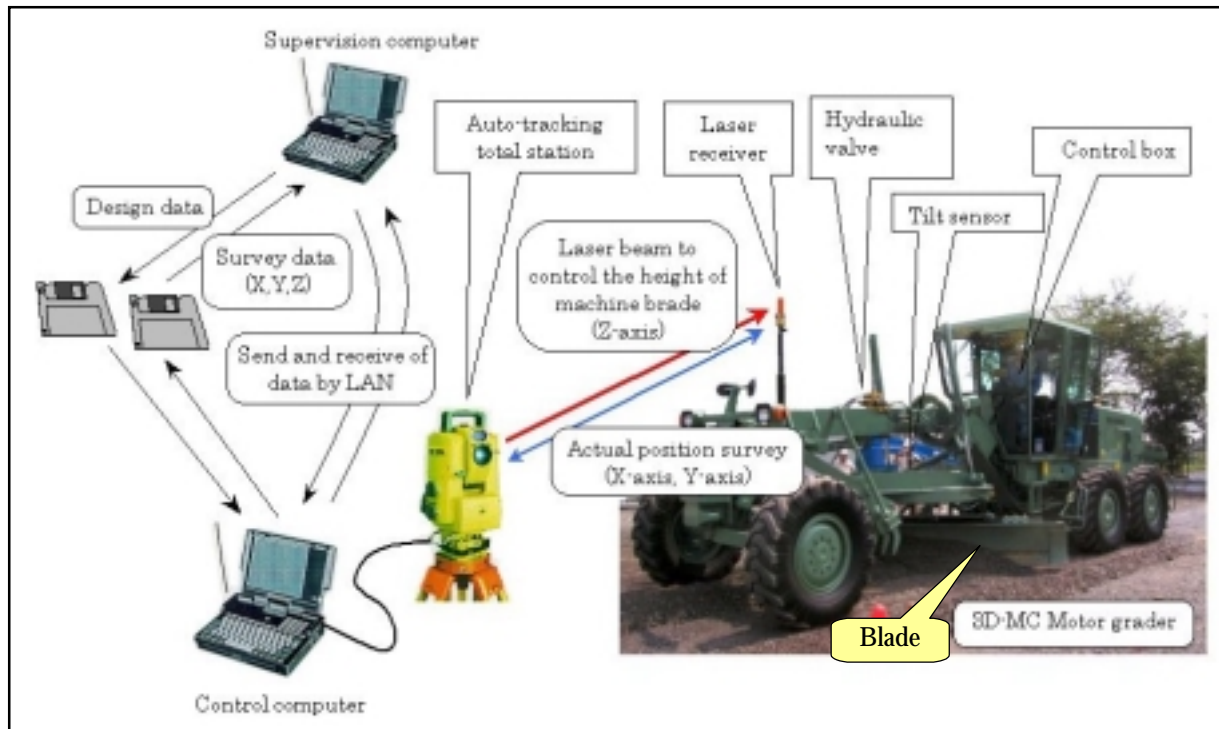 Supervision computer
Auto-tracking
total station
Laser
receiver
Hydraulic
valve
Control box
Design data
Tilt sensor
Survey data
(X,Y,Z)
Laser beam to
control the height of
machine brade
(Z-axis)
Send and receive of
data by LAN
Actual position survey
(X-axis, Y-axis)
Blade
3D-MC Motor grader
Control computer